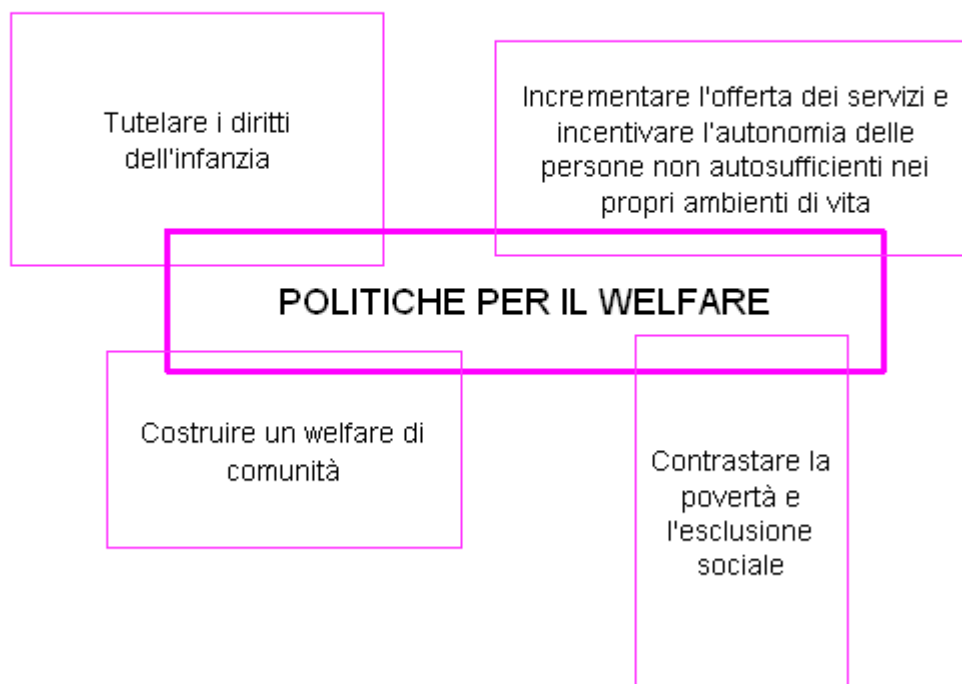 Tutelare i diritti
dell'infanzia
Incrementare l'offerta dei servizi e
incentivare l'autonomia delle
persone non autosufficienti nei
propri ambienti di vita
POLITICHE PER IL WELFARE
Costruire un welfare di
comunità
Contrastare la
povertà e
l'esclusione
sociale